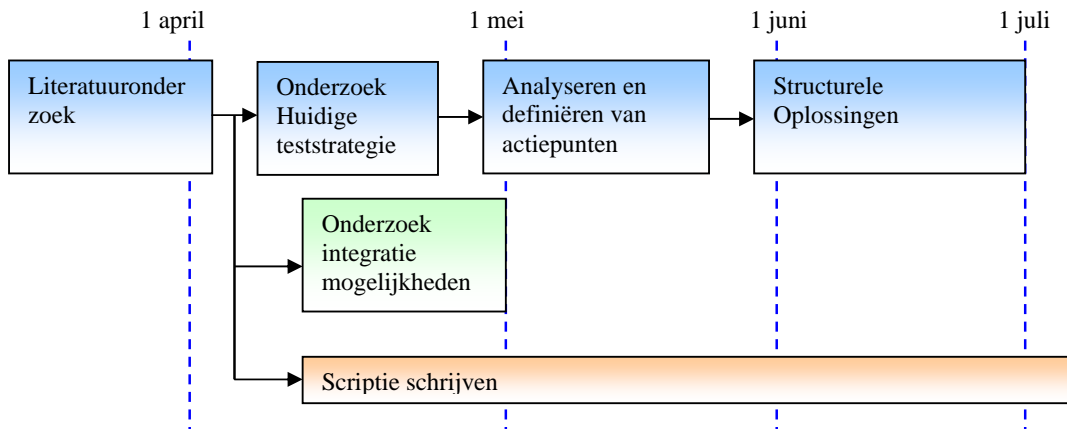 1 april
1 mei
1 juni
1 juli
Literatuuronder
zoek
Onderzoek
Huidige
teststrategie
Analyseren en
definiëren van
actiepunten
Structurele
Oplossingen
Onderzoek
integratie
mogelijkheden
Scriptie schrijven